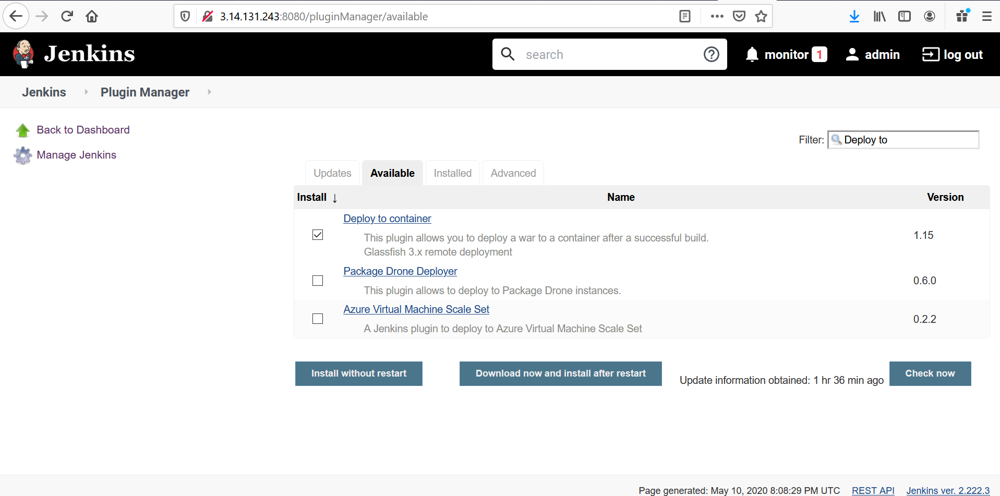 3.14.131.243:8080/pluginManager/available
Jenkins
search
monitor 1
admin
log out
Jenkins
Plugin Manager
Back to Dashboard
Manage Jenkins
Filter: Deploy to
Updates
Available
Installed
Advanced
Install ↓
Name
Version
Deploy to container
This plugin allows you to deploy a war to a container after a successful build.
Glassfish 3.x remote deployment
1.15
Package Drone Deployer
This plugin allows to deploy to Package Drone instances.
0.6.0
Azure Virtual Machine Scale Set
A Jenkins plugin to deploy to Azure Virtual Machine Scale Set
0.2.2
Install without restart
Download now and install after restart
Update information obtained: 1 hr 36 min ago
Check now
Page generated: May 10, 2020 8:08:29 PM UTC
REST API
Jenkins ver. 2.222.3